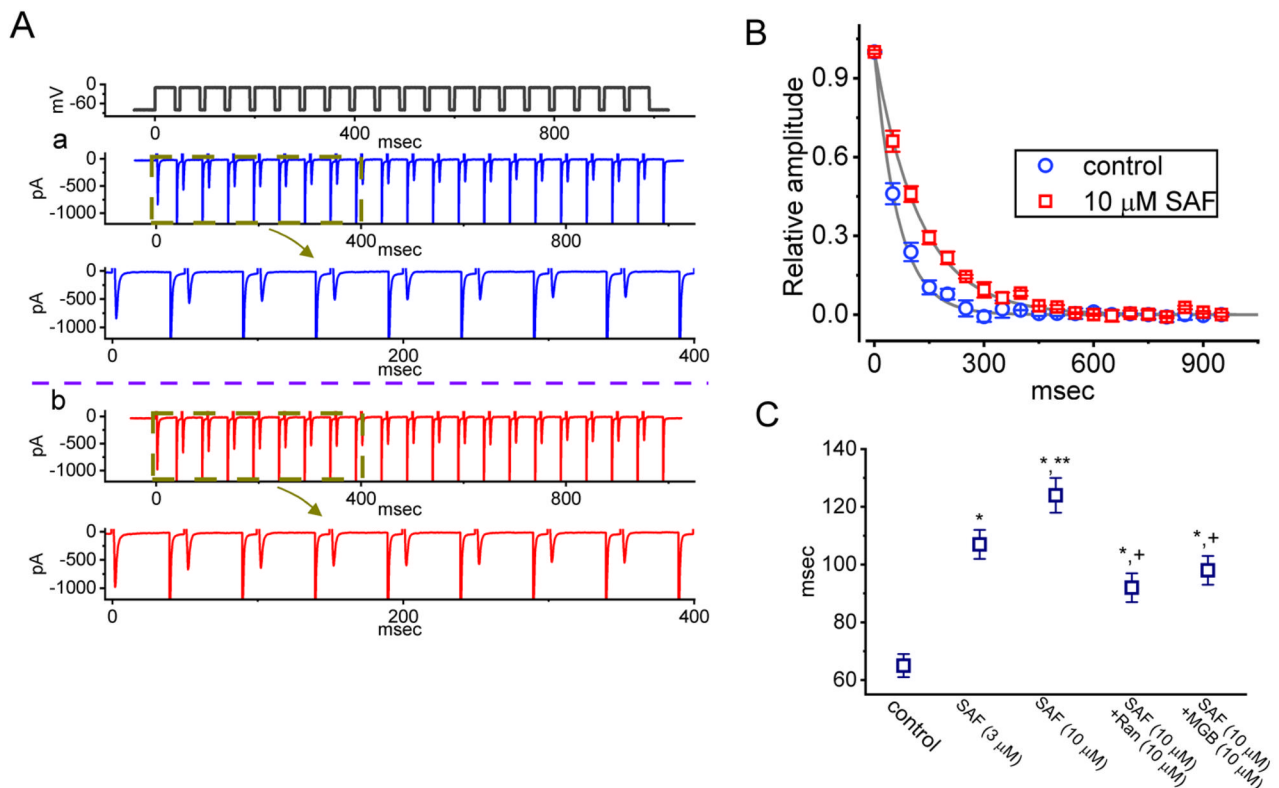 A
0
-60
mV
0
400
800
msec
a
0
-500
-1000
pA
0
400
800
msec
0
-500
-1000
pA
0
200
400
msec
b
0
-500
-1000
pA
0
400
800
msec
0
-500
-1000
pA
0
200
400
msec
B
0.9
0.6
0.3
0.0
Relative amplitude
control
10 μM SAF
0
300
600
900
msec
C
140
120
100
80
60
msec
*
*,**
*,+
*,+
control
SAF (3 μM)
SAF (10 μM)
SAF (10 μM)
+Ran (10 μM)
SAF (10 μM)
+MGB (10 μM)